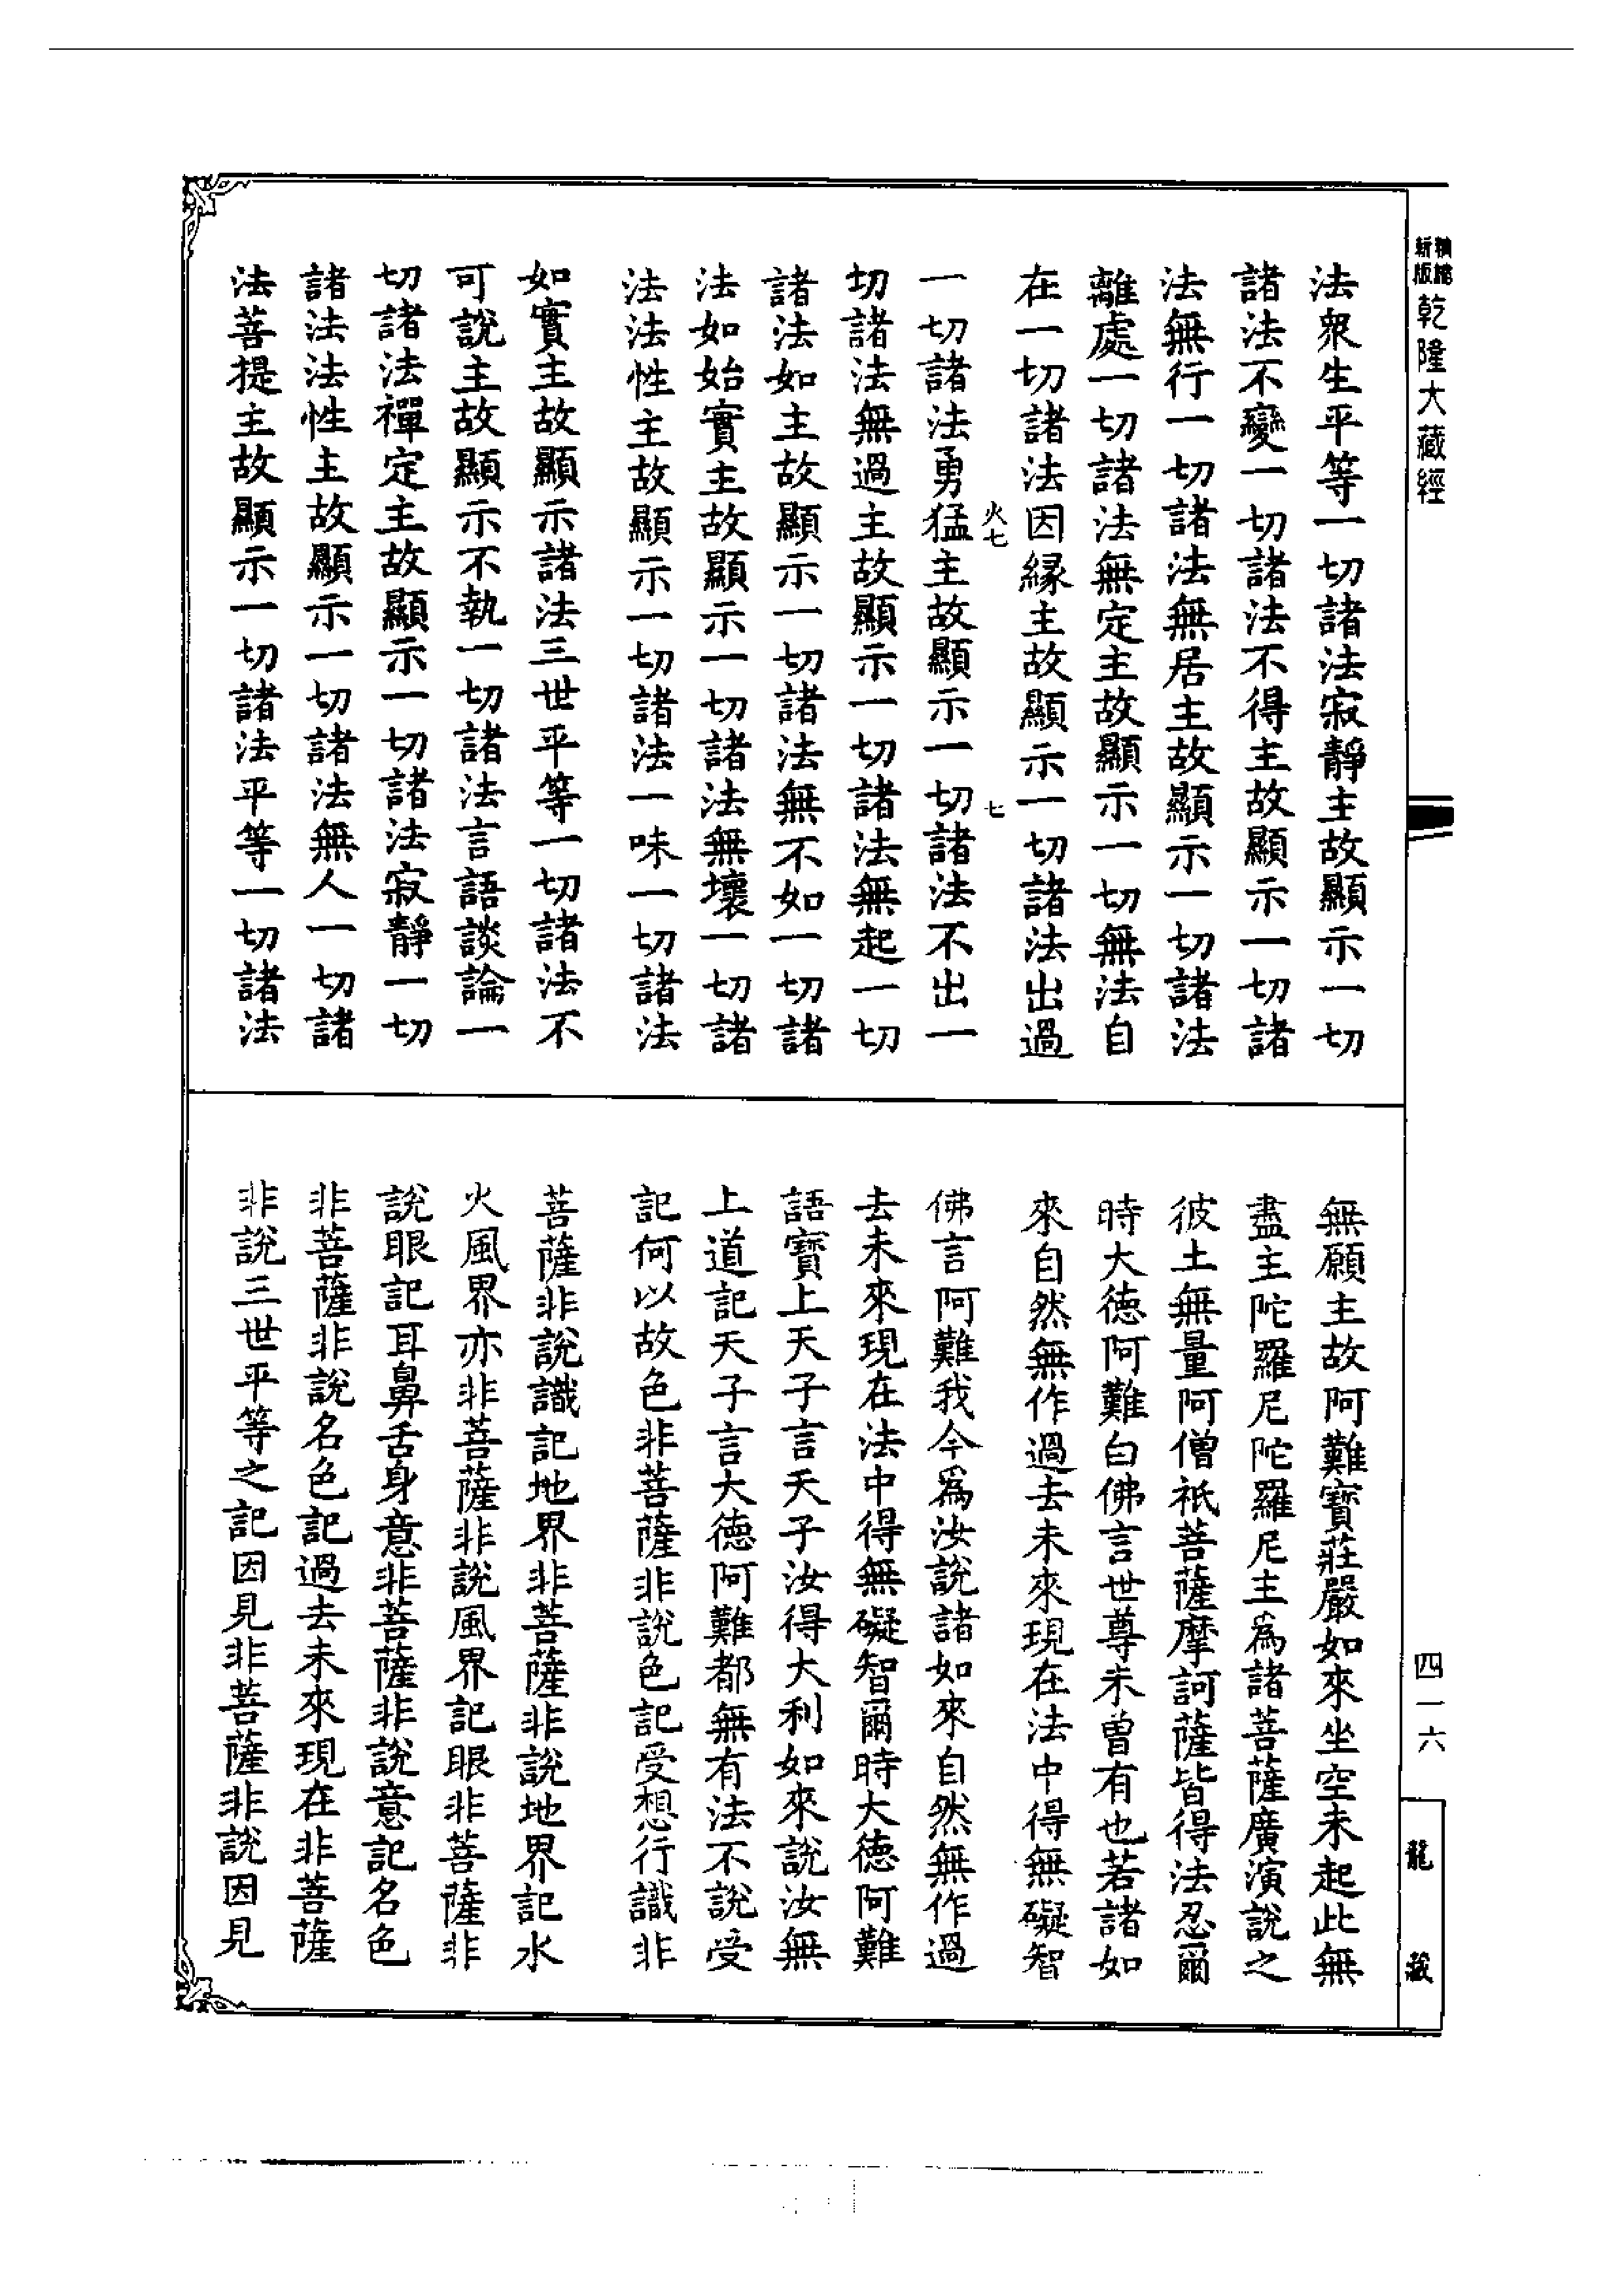 精縮
新版
乾隆大藏經
法眾生平等一切諸法寂靜主故顯示一切
諸法不變一切諸法不得主故顯示一切諸
法無行一切諸法無居主故顯示一切諸法
離處一切諸法無定主故顯示一切無法自
在一切諸法因緣主故顯示一切諸法出過
火七
七
一切諸法勇猛主故顯示一切諸法不出一
切諸法無過主故顯示一切諸法無起一切
諸法如主故顯示一切諸法無不如一切諸
法如始實主故顯示一切諸法無壞一切諸
法法性主故顯示一切諸法一味一切諸法
如實主故顯示諸法三世平等一切諸法不
可說主故顯示不執一切諸法言語談論一
切諸法禪定主故顯示一切諸法寂靜一切
諸法法性主故顯示一切諸法無人一切諸
法菩提主故顯示一切諸法平等一切諸法
無願主故阿難寶莊嚴如來坐空未起此無
盡主陀羅尼陀羅尼主為諸菩薩廣演說之
彼土無量阿僧祇菩薩摩訶薩皆得法忍爾
時大德阿難白佛言世尊未曾有也若諸如
來自然無作過去未來現在法中得無礙智
佛言阿難我今為汝說諸如來自然無作過
去未來現在法中得無礙智爾時大德阿難
語寶上天子言天子汝得大利如來說汝無
上道記天子言大德阿難都無有法不說受
記何以故色非菩薩非說色記受想行識非
菩薩非說識記地界非菩薩非說地界記水
火風界亦非菩薩非說風界記眼非菩薩非
說眼記耳鼻舌身意非菩薩非說意記名色
非菩薩非說名色記過去未來現在非菩薩
非說三世平等之記因見非菩薩非說因見
四一六
龍藏